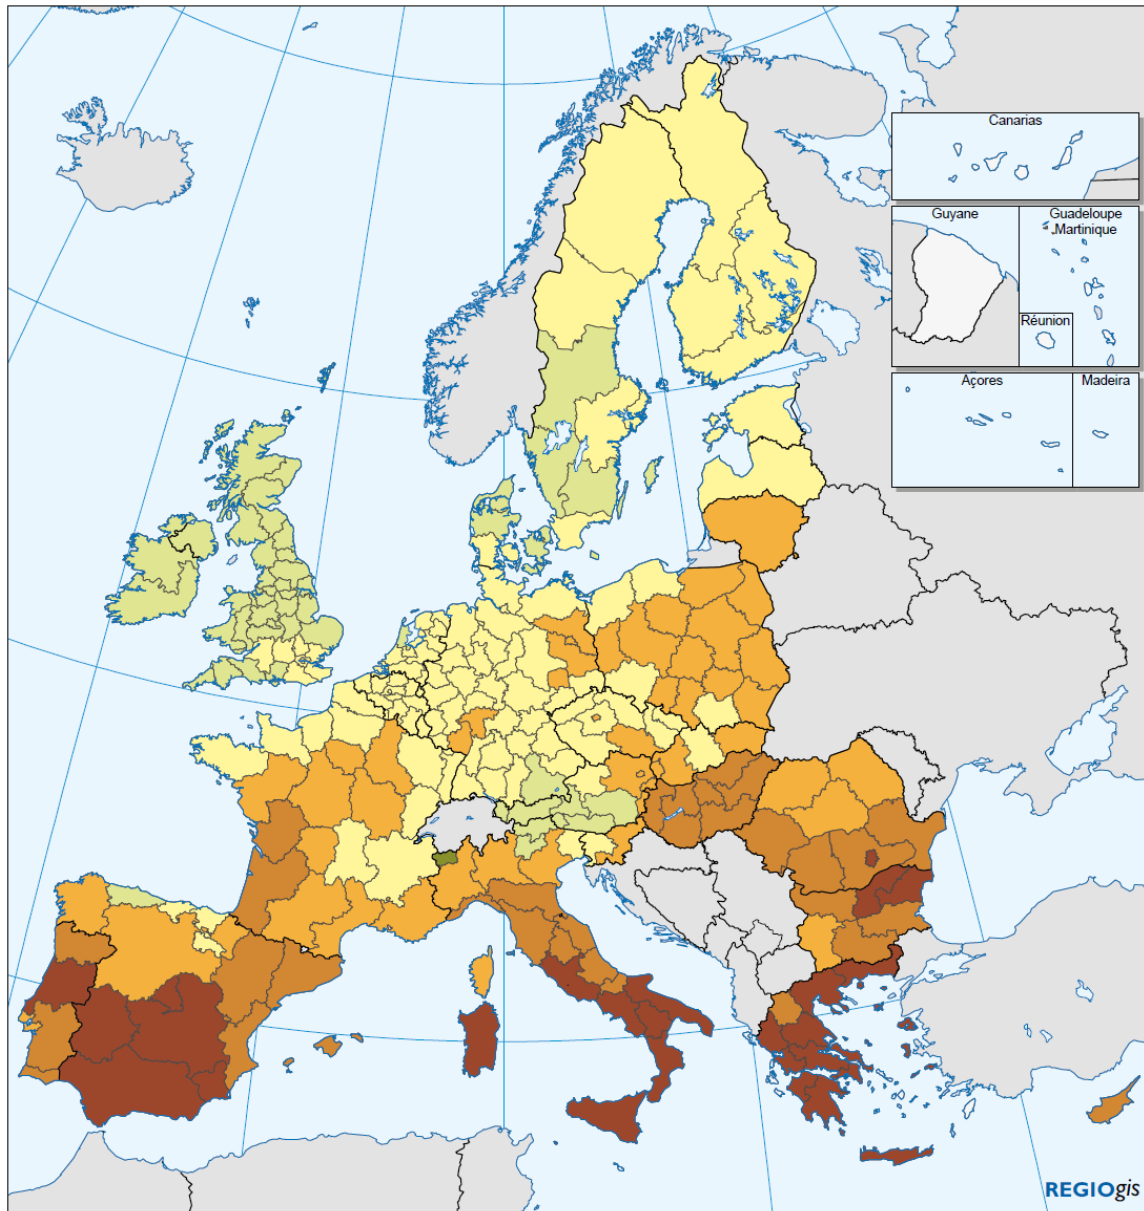 Canarias
Guyane
Guadeloupe
Martinique
Réunion
Açores
Madeira
REGIOgis